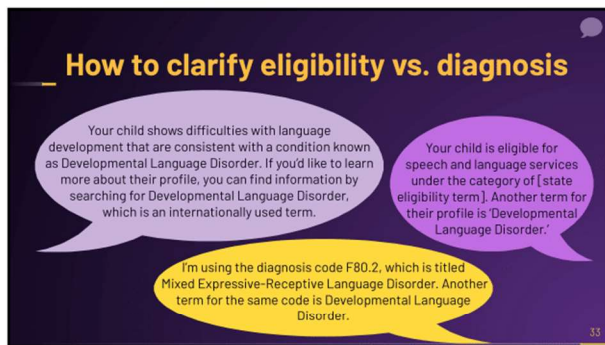 How to clarify eligibility vs. diagnosis
Your child shows difficulties with language
development that are consistent with a condition known
as Developmental Language Disorder. If you'd like to learn
more about their profile, you can find information by
searching for Developmental Language Disorder,
which is an internationally used term.
Your child is eligible for
speech and language services
under the category of [state
eligibility term]. Another term for
their profile is 'Developmental
Language Disorder.'
I'm using the diagnosis code F80.2, which is titled
Mixed Expressive-Receptive Language Disorder. Another
term for the same code is Developmental Language
Disorder.
33